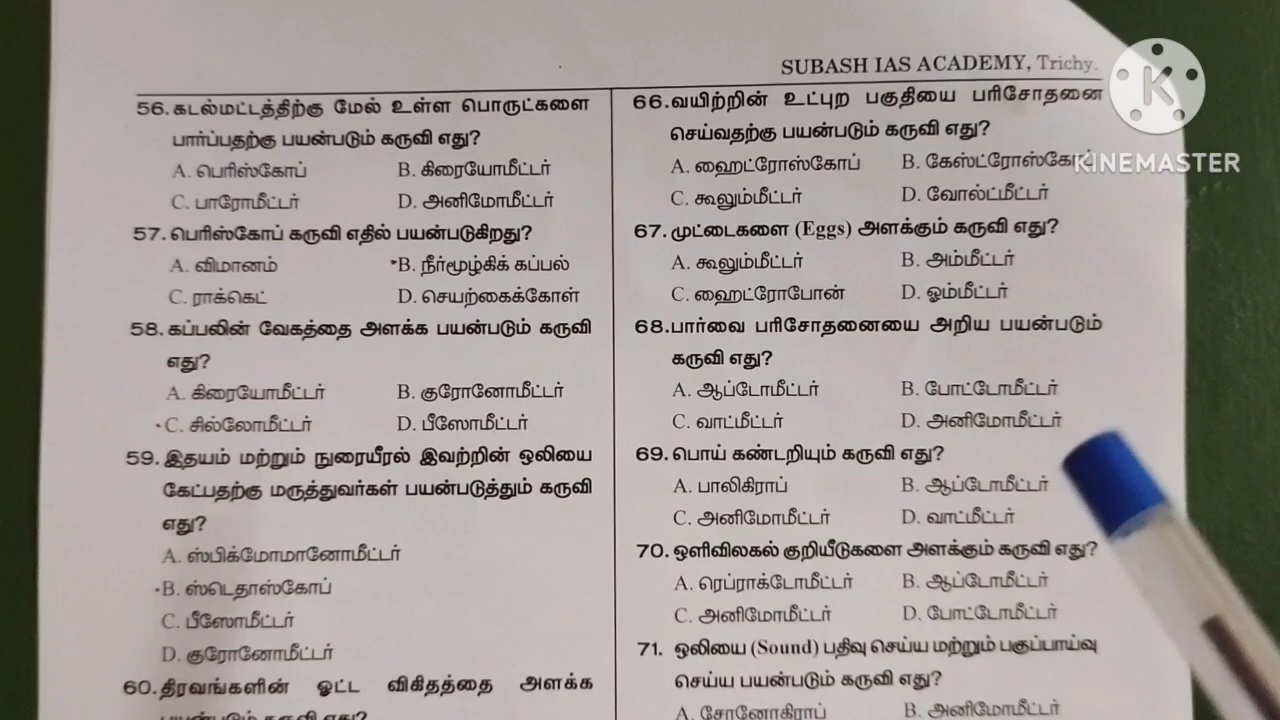 SUBASH IAS ACADEMY, Trichy.
K
KINEMASTER
56. கடல்மட்டத்திற்கு மேல் உள்ள பொருட்களை
பார்ப்பதற்கு பயன்படும் கருவி எது?
A. பெரிஸ்கோப் B. கிரையோமீட்டர்
C. பாரோமீட்டர் D. அனிமோமீட்டர்
57. பெரிஸ்கோப் கருவி எதில் பயன்படுகிறது?
A. விமானம் B. நீர்மூழ்கிக் கப்பல்
C. ராக்கெட் D. செயற்கைக்கோள்
58. கப்பலின் வேகத்தை அளக்க பயன்படும் கருவி
எது?
A. கிரையோமீட்டர் B. குரோனோமீட்டர்
C. சில்லோமீட்டர் D. பீஸோமீட்டர்
59. இதயம் மற்றும் நுரையீரல் இவற்றின் ஒலியை
கேட்பதற்கு மருத்துவர்கள் பயன்படுத்தும் கருவி
எது?
A. ஸ்பிக்மோமானோமீட்டர்
B. ஸ்டெதாஸ்கோப்
C. பீஸோமீட்டர்
D. குரோனோமீட்டர்
60. திரவங்களின் ஓட்ட விகிதத்தை அளக்க
பயன்படும் கருவி எது?
66. வயிற்றின் உட்புற பகுதியை பரிசோதனை
செய்வதற்கு பயன்படும் கருவி எது?
A. ஹைட்ரோஸ்கோப் B. கேஸ்ட்ரோஸ்கோப்
C. கூலும்மீட்டர் D. வோல்ட்மீட்டர்
67. முட்டைகளை (Eggs) அளக்கும் கருவி எது?
A. கூலும்மீட்டர் B. அம்மீட்டர்
C. ஹைட்ரோபோன் D. ஓம்மீட்டர்
68. பார்வை பரிசோதனையை அறிய பயன்படும்
கருவி எது?
A. ஆப்டோமீட்டர் B. போட்டோமீட்டர்
C. வாட்மீட்டர் D. அனிமோமீட்டர்
69. பொய் கண்டறியும் கருவி எது?
A. பாலிகிராப் B. ஆப்டோமீட்டர்
C. அனிமோமீட்டர் D. வாட்மீட்டர்
70. ஒளிவிலகல் குறியீடுகளை அளக்கும் கருவி எது?
A. ரெப்ராக்டோமீட்டர் B. ஆப்டோமீட்டர்
C. அனிமோமீட்டர் D. போட்டோமீட்டர்
71. ஒலியை (Sound) பதிவு செய்ய மற்றும் பகுப்பாய்வு
செய்ய பயன்படும் கருவி எது?
A. சோனோகிராப் B. அனிமோமீட்டர்